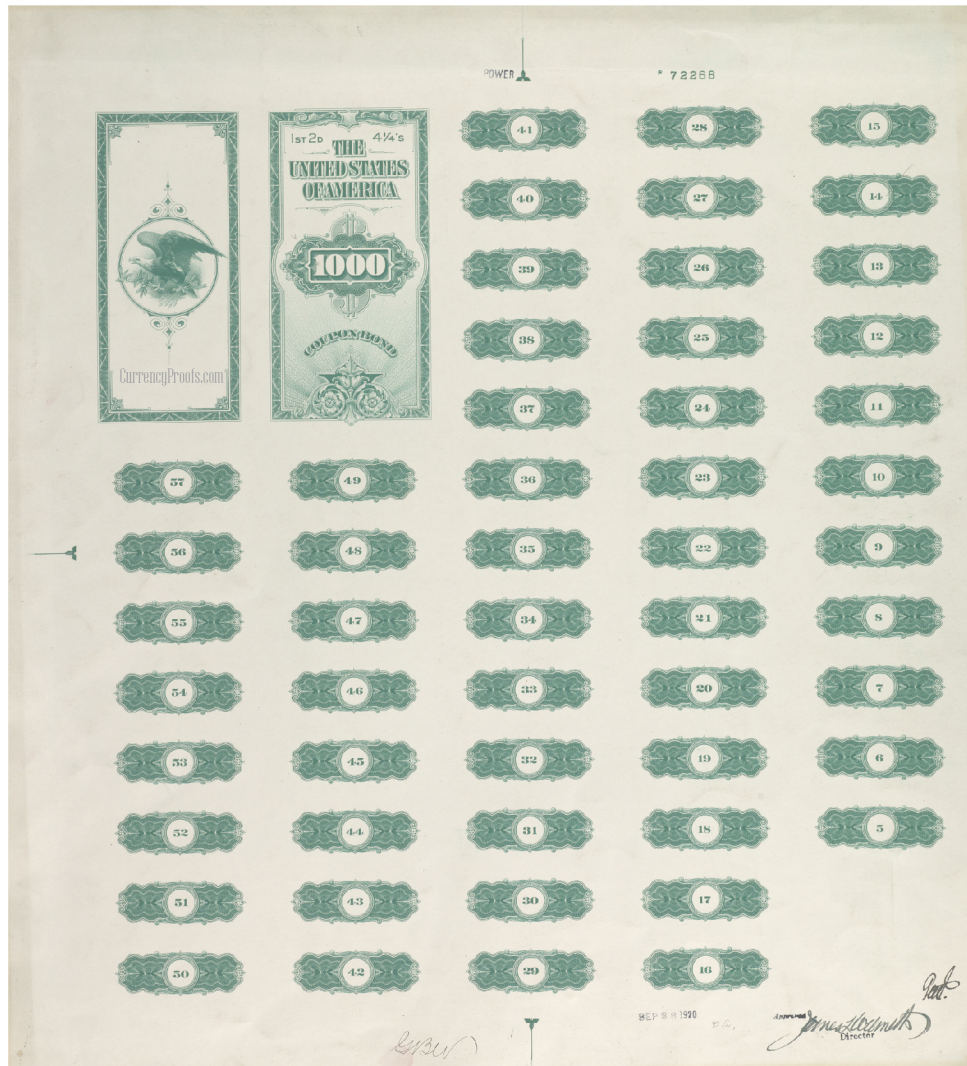 POWER
72268
1ST 2D 4¼'s
THE
UNITED STATES
OF AMERICA
1000
COUPON BOND
CurrencyProofs.com
41 28 15
40 27 14
39 26 13
38 25 12
37 24 11
57 49 36 23 10
56 48 35 22 9
55 47 34 21 8
54 46 33 20 7
53 45 32 19 6
52 44 31 18 5
51 43 30 17
50 42 29 16
1920
Approved
Director